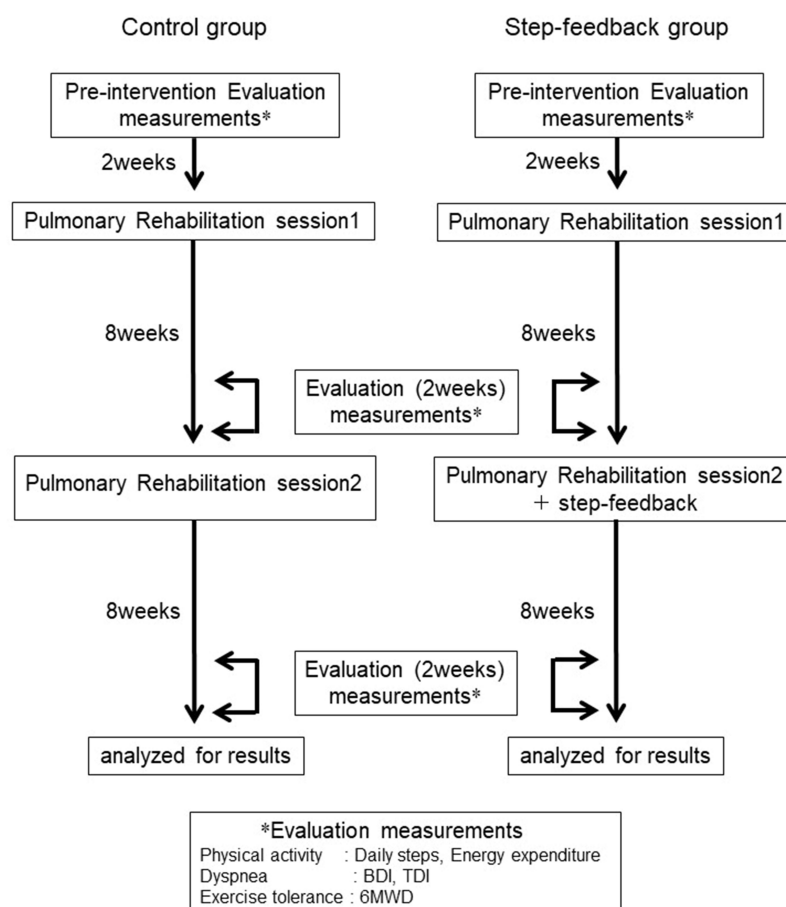 Control group
Step-feedback group
Pre-intervention Evaluation
measurements*
Pre-intervention Evaluation
measurements*
2weeks
2weeks
Pulmonary Rehabilitation session1
Pulmonary Rehabilitation session1
8weeks
8weeks
Evaluation (2weeks)
measurements*
Pulmonary Rehabilitation session2
Pulmonary Rehabilitation session2
+ step-feedback
8weeks
8weeks
Evaluation (2weeks)
measurements*
analyzed for results
analyzed for results
*Evaluation measurements
Physical activity : Daily steps, Energy expenditure
Dyspnea : BDI, TDI
Exercise tolerance : 6MWD